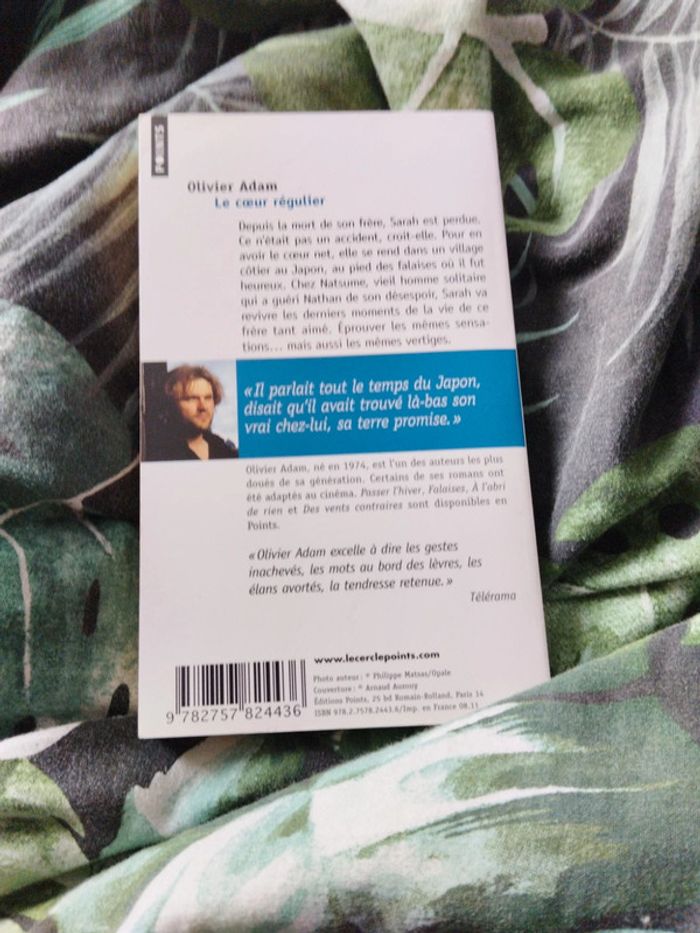 POINTS
Olivier Adam
Le cœur régulier
Depuis la mort de son frère, Sarah est perdue.
Ce n'était pas un accident, croit-elle. Pour en
avoir le cœur net, elle se rend dans un village
côtier au Japon, au pied des falaises où il fut
heureux. Chez Natsume, vieil homme solitaire
qui a guéri Nathan de son désespoir, Sarah va
revivre les derniers moments de la vie de ce
frère tant aimé. Éprouver les mêmes sensa-
tions... mais aussi les mêmes vertiges.
« Il parlait tout le temps du Japon,
disait qu'il avait trouvé là-bas son
vrai chez-lui, sa terre promise. »
Olivier Adam, né en 1974, est l'un des auteurs les plus
doués de sa génération. Certains de ses romans ont
été adaptés au cinéma. Passer l'hiver, Falaises, À l'abri
de rien et Des vents contraires sont disponibles en
Points.
« Olivier Adam excelle à dire les gestes
inachevés, les mots au bord des lèvres, les
élans avortés, la tendresse retenue. »
Télérama
www.lecerclepoints.com
Photo auteur : © Philippe Matsas/Opale
Couverture : © Arnaud Auzouy
Éditions Points, 25 bd Romain-Rolland, Paris 14
ISBN 978.2.7578.2443.6/Imp. en France 08.11
9 782757 824436